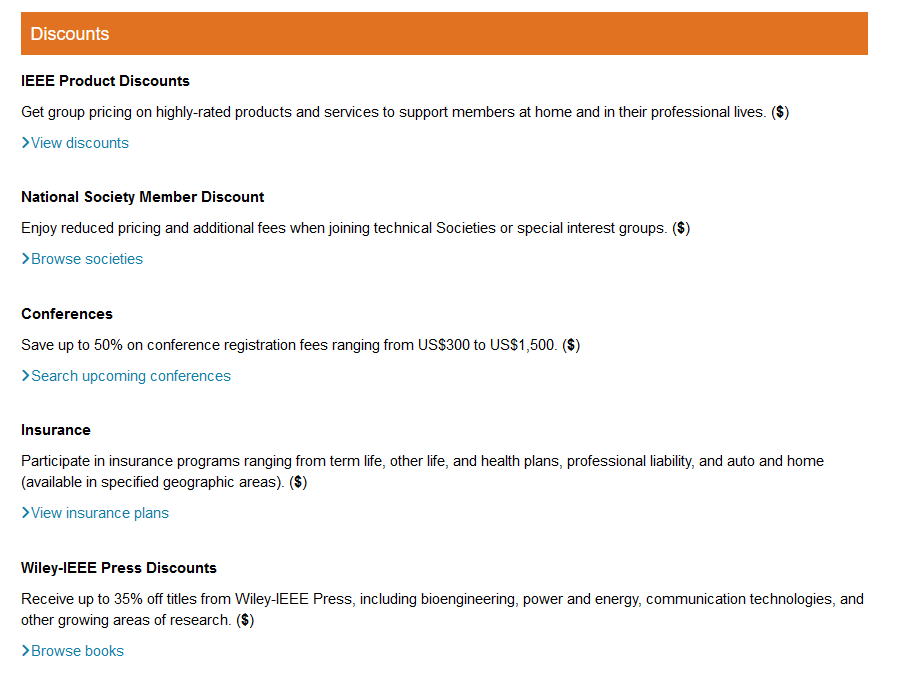 Discounts
IEEE Product Discounts
Get group pricing on highly-rated products and services to support members at home and in their professional lives. ($)
View discounts
National Society Member Discount
Enjoy reduced pricing and additional fees when joining technical Societies or special interest groups. ($)
Browse societies
Conferences
Save up to 50% on conference registration fees ranging from US$300 to US$1,500. ($)
Search upcoming conferences
Insurance
Participate in insurance programs ranging from term life, other life, and health plans, professional liability, and auto and home
(available in specified geographic areas). ($)
View insurance plans
Wiley-IEEE Press Discounts
Receive up to 35% off titles from Wiley-IEEE Press, including bioengineering, power and energy, communication technologies, and
other growing areas of research. ($)
Browse books